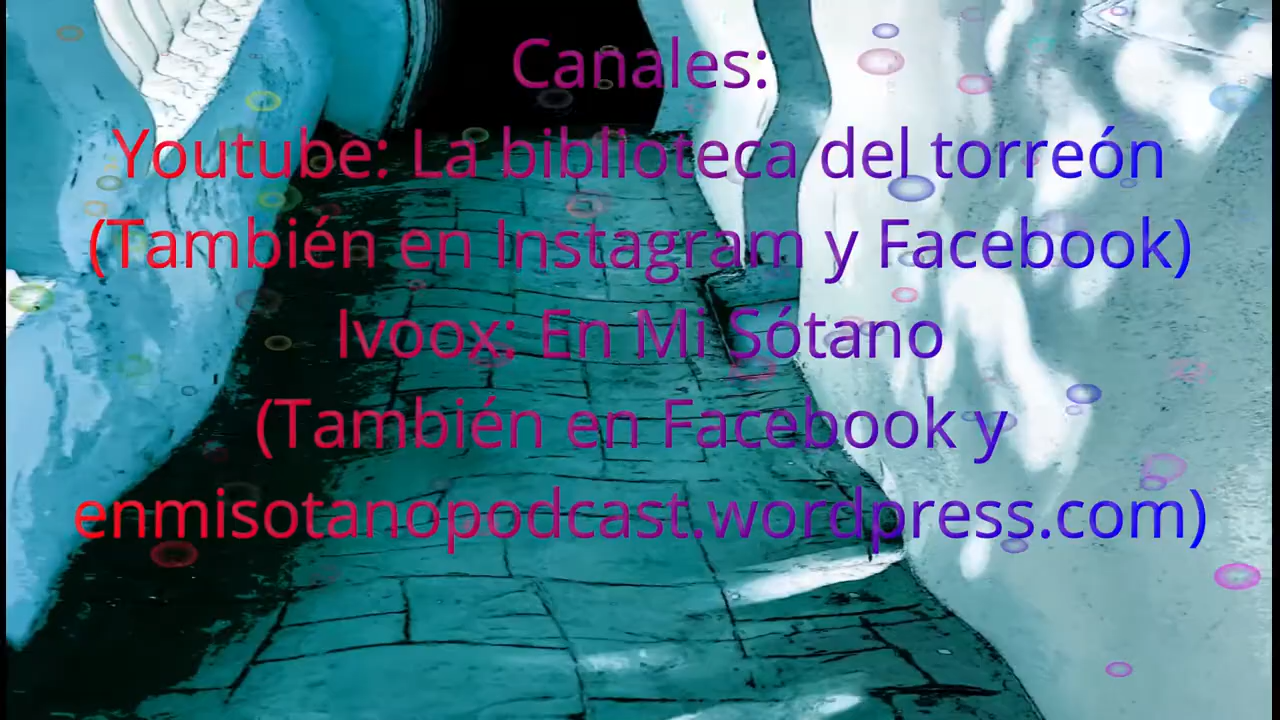 Canales:
Youtube: La biblioteca del torreón
(También en Instagram y Facebook)
Ivoox: En Mi Sótano
(También en Facebook y
enmisotanopodcast.wordpress.com)